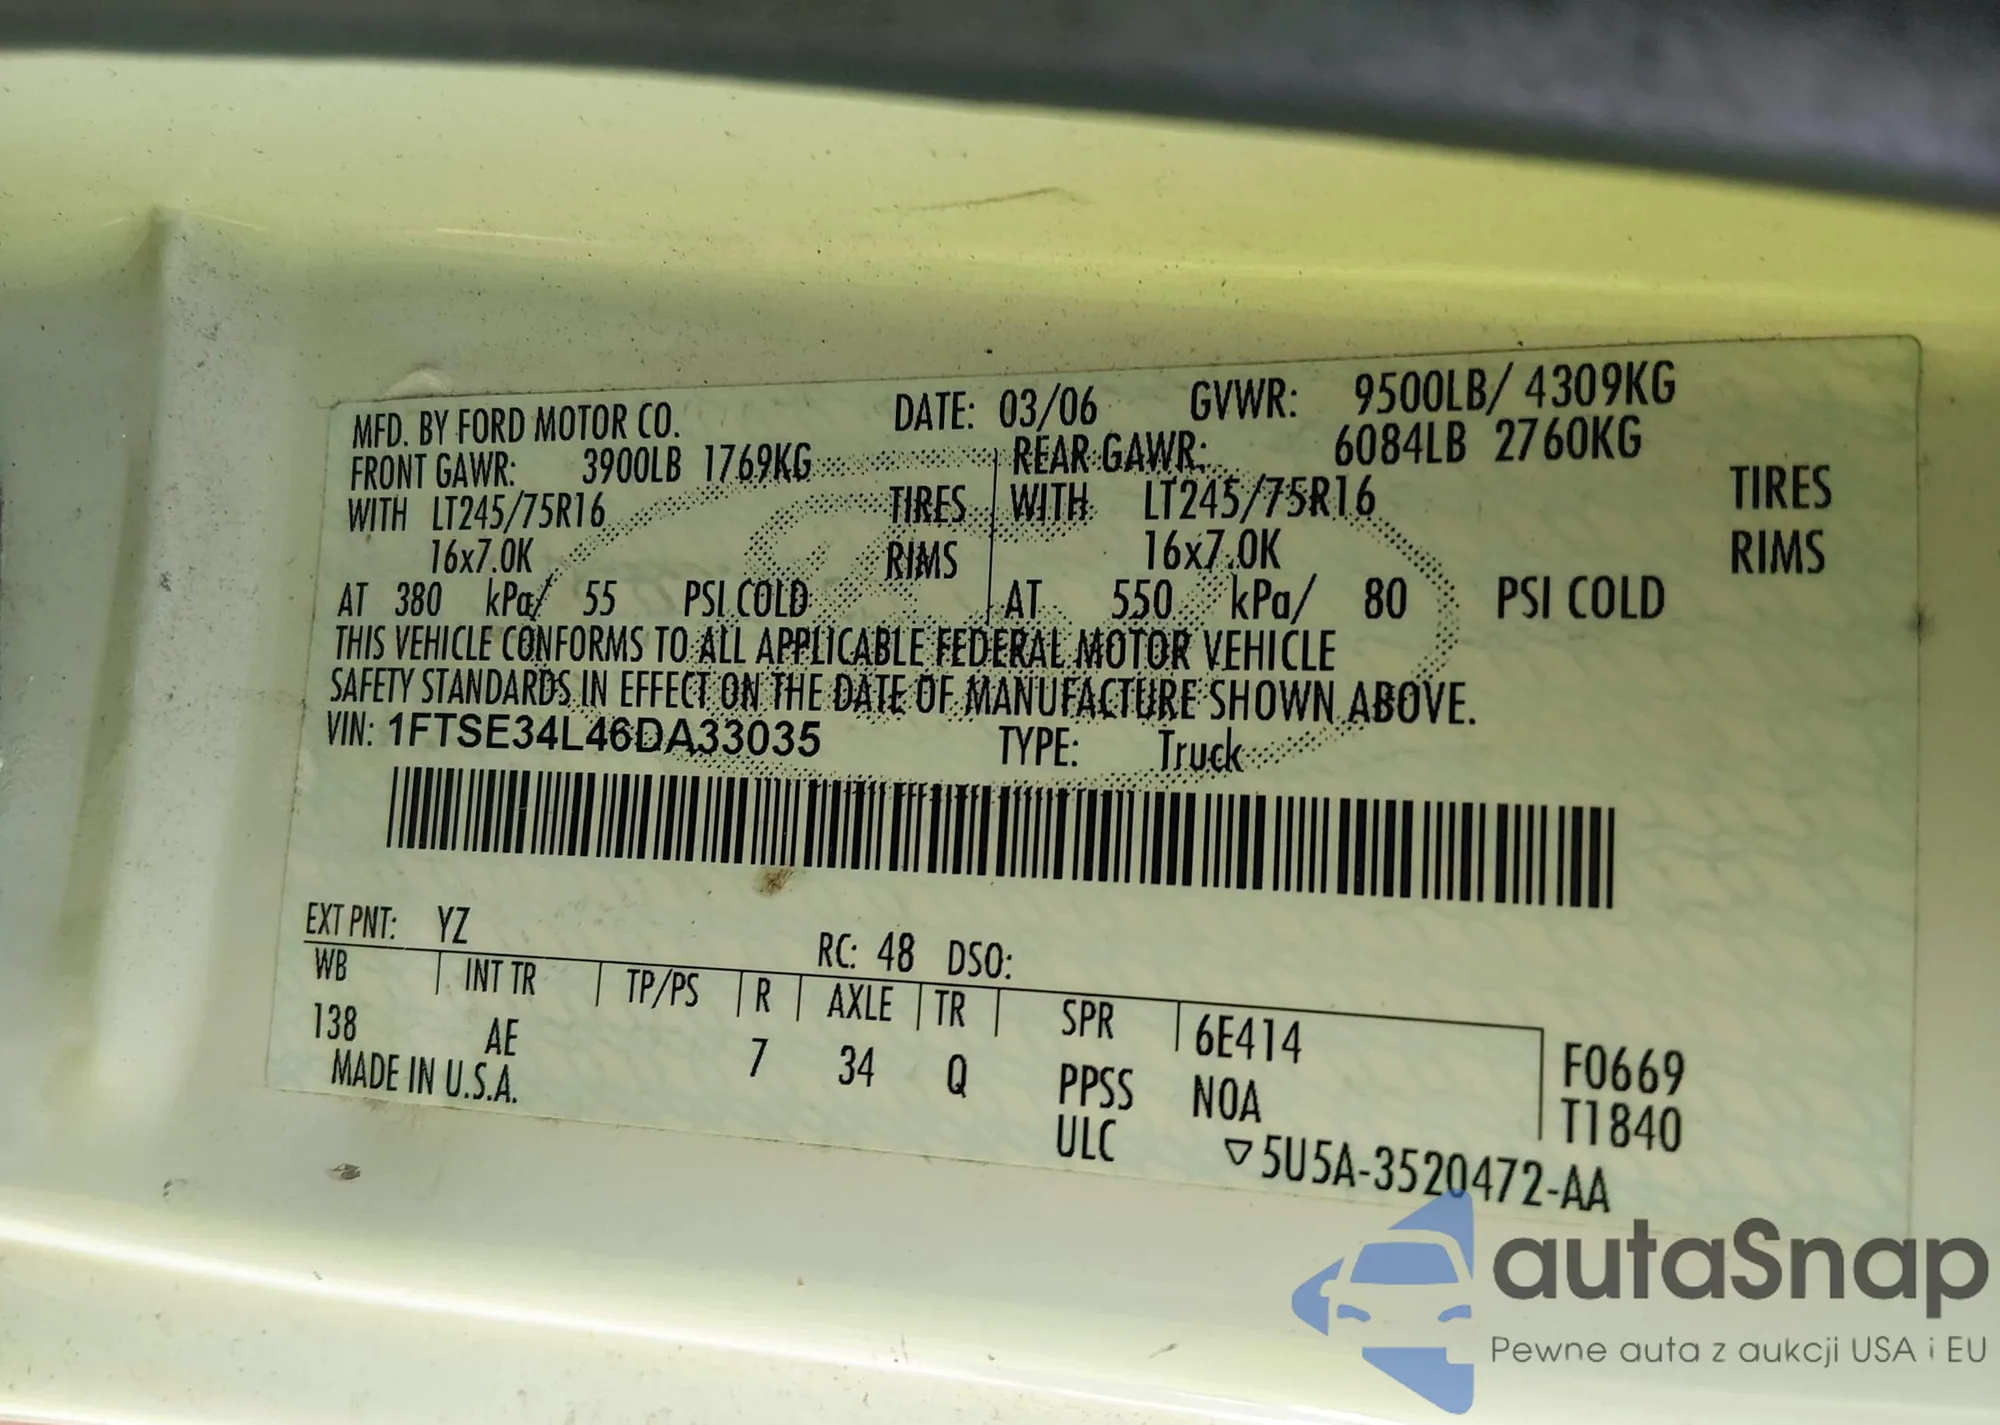 MFD. BY FORD MOTOR CO. DATE: 03/06 GVWR: 9500LB/ 4309KG
FRONT GAWR: 3900LB 1769KG REAR GAWR: 6084LB 2760KG
WITH LT245/75R16 TIRES WITH LT245/75R16 TIRES
16x7.0K RIMS 16x7.0K RIMS
AT 380 kPa/ 55 PSI COLD AT 550 kPa/ 80 PSI COLD
THIS VEHICLE CONFORMS TO ALL APPLICABLE FEDERAL MOTOR VEHICLE
SAFETY STANDARDS IN EFFECT ON THE DATE OF MANUFACTURE SHOWN ABOVE.
VIN: 1FTSE34L46DA33035 TYPE: Truck
EXT PNT: YZ RC: 48 DSO:
WB INT TR TP/PS R AXLE TR SPR 6E414 F0669
138 AE 7 34 Q PPSS N0A T1840
MADE IN U.S.A. ULC ▽5U5A-3520472-AA
autaSnap
Pewne auta z aukcji USA i EU